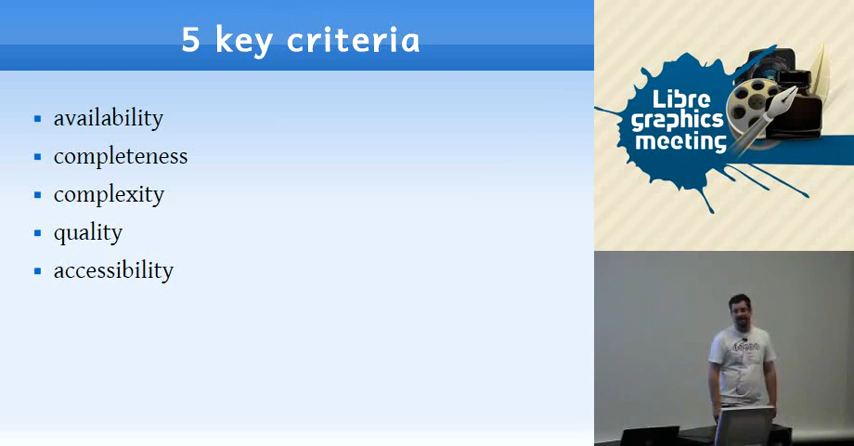 5 key criteria
availability
completeness
complexity
quality
accessibility
Libre
graphics
meeting